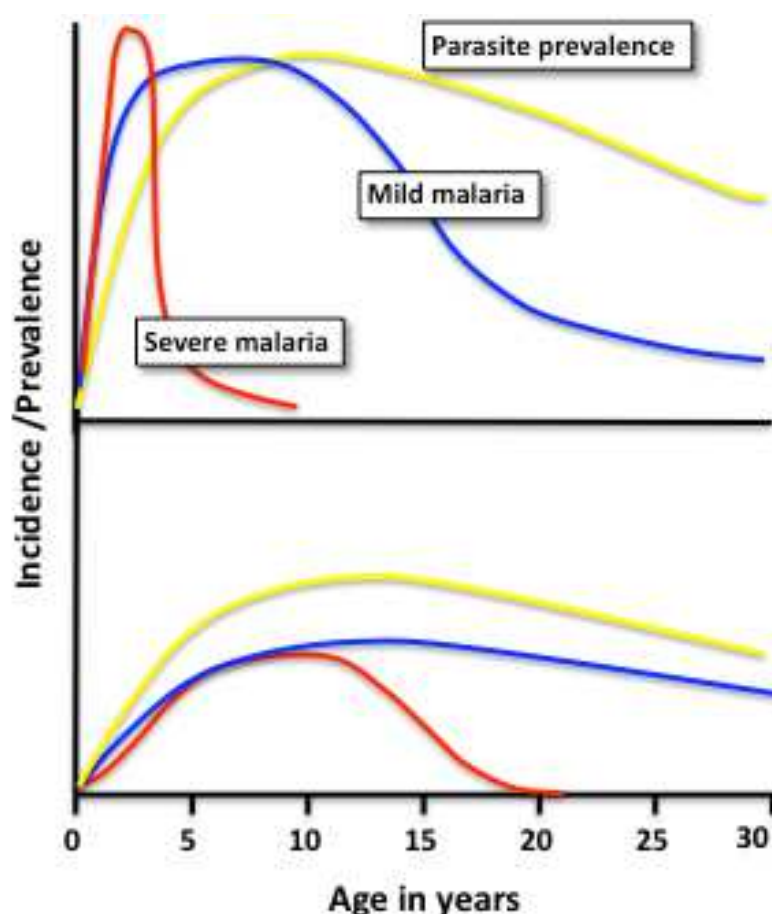 Parasite prevalence
Mild malaria
Severe malaria
Incidence /Prevalence
0 5 10 15 20 25 30
Age in years